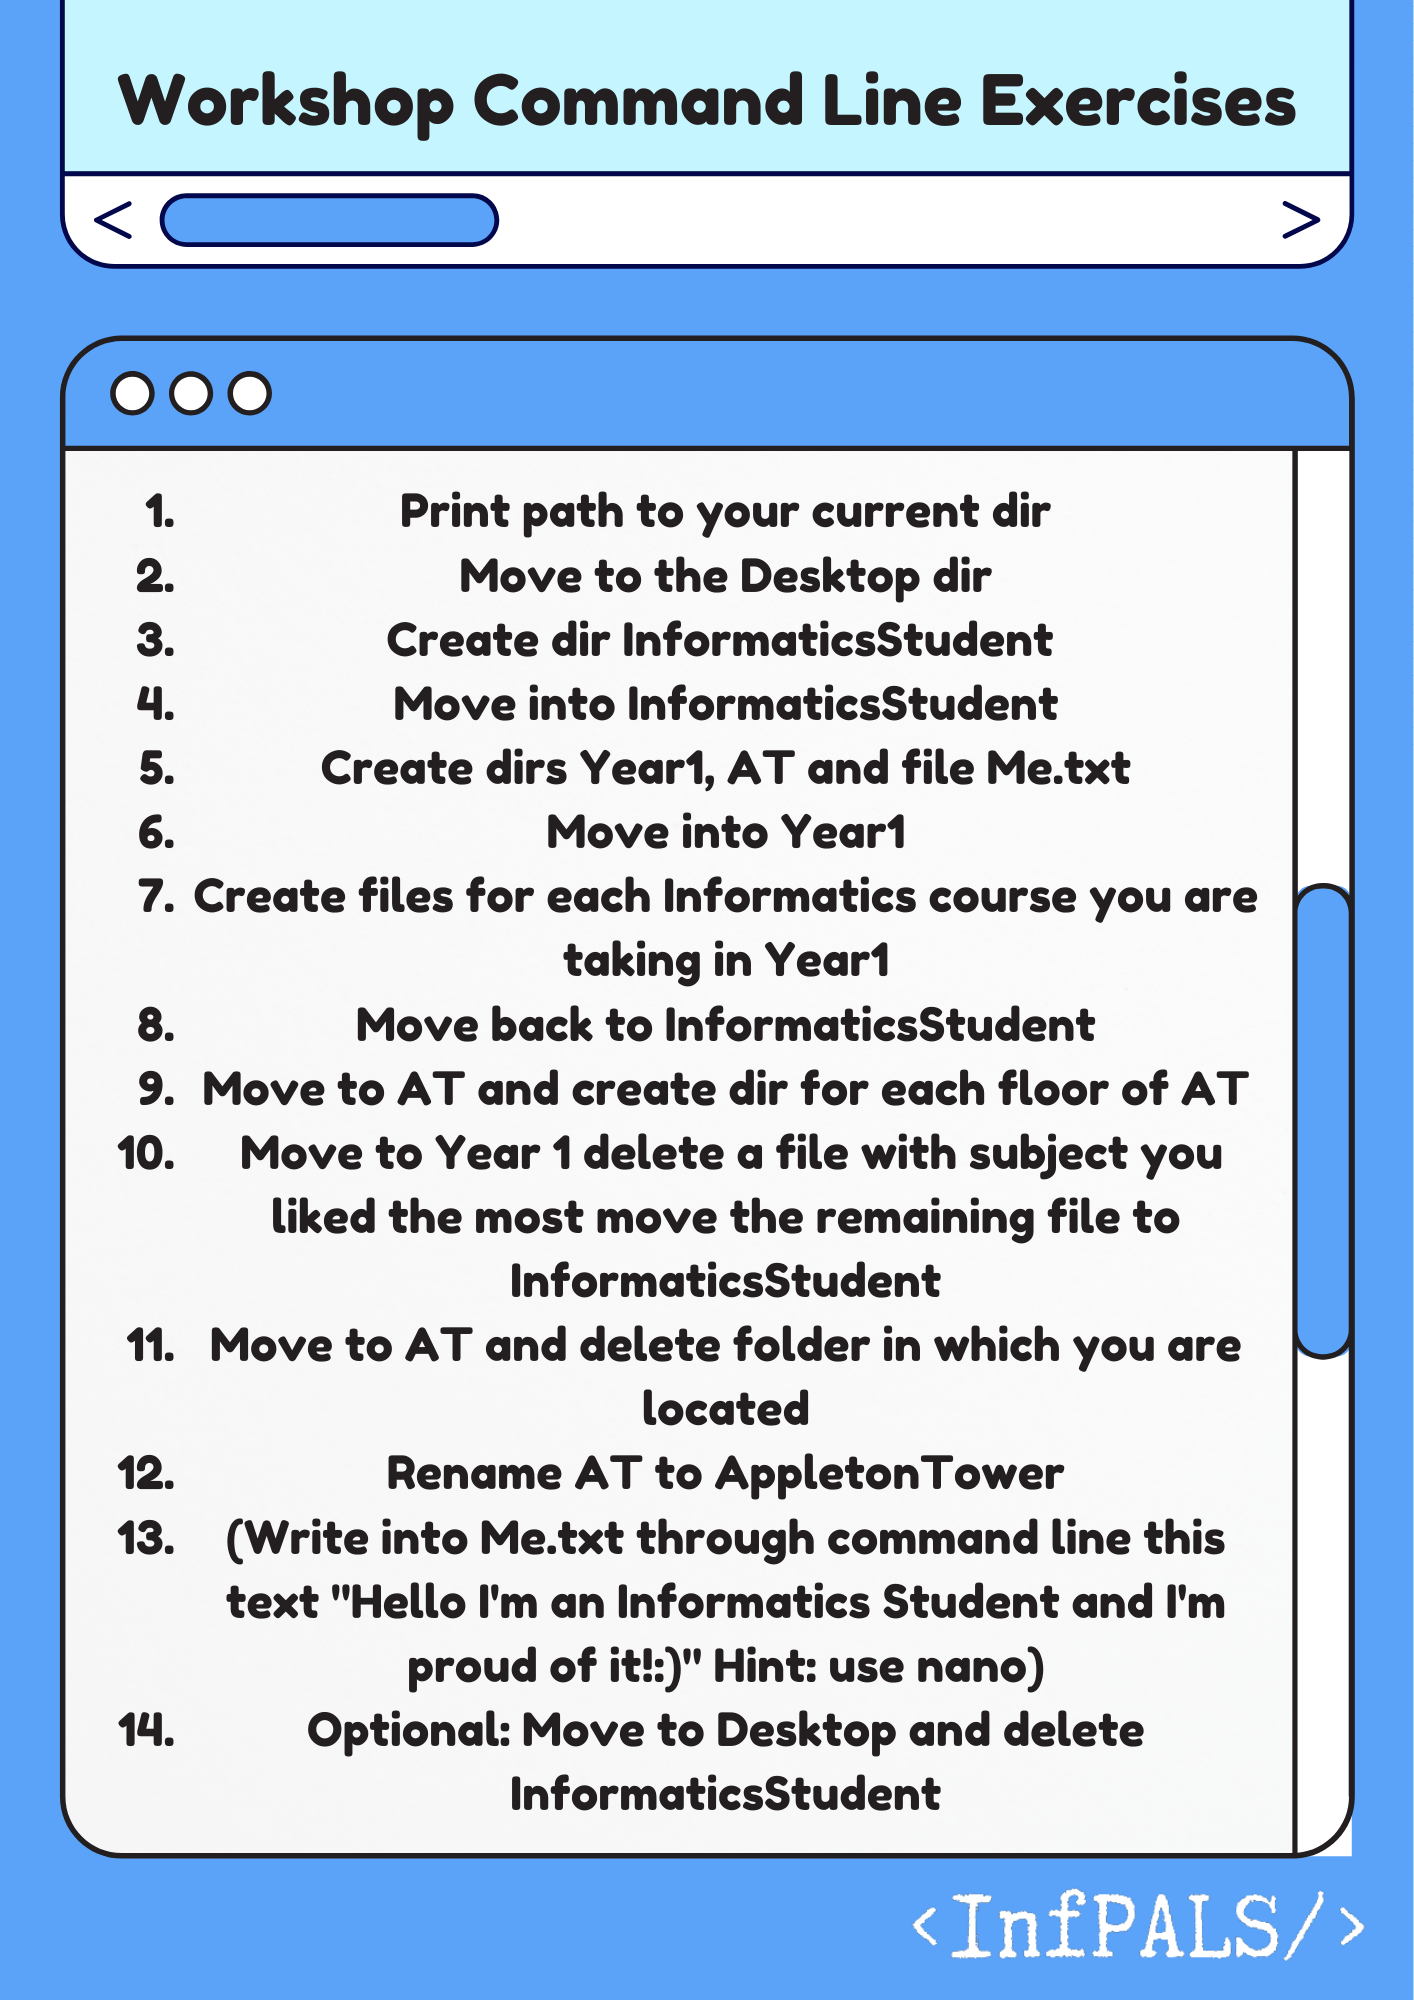 Workshop Command Line Exercises
< >
1. Print path to your current dir
2. Move to the Desktop dir
3. Create dir InformaticsStudent
4. Move into InformaticsStudent
5. Create dirs Year1, AT and file Me.txt
6. Move into Year1
7. Create files for each Informatics course you are
taking in Year1
8. Move back to InformaticsStudent
9. Move to AT and create dir for each floor of AT
10. Move to Year 1 delete a file with subject you
liked the most move the remaining file to
InformaticsStudent
11. Move to AT and delete folder in which you are
located
12. Rename AT to AppletonTower
13. (Write into Me.txt through command line this
text "Hello I'm an Informatics Student and I'm
proud of it!:)" Hint: use nano)
14. Optional: Move to Desktop and delete
InformaticsStudent
<InfPALS/>